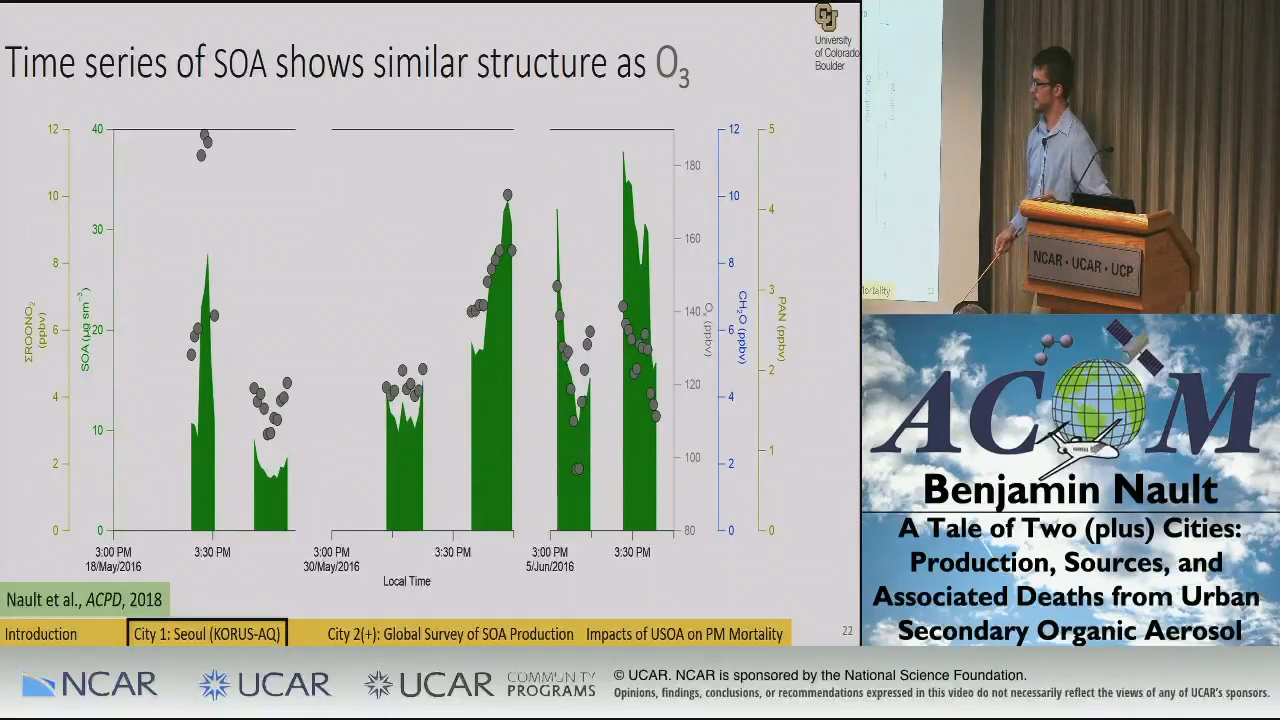 Time series of SOA shows similar structure as O3
University
of Colorado
Boulder
12
10
8
6
4
2
0
ΣRONO2
(ppbv)
40
30
20
10
0
SOA (µg sm⁻³)
180
160
140
120
100
80
Ox (ppbv)
12
10
8
6
4
2
0
CH2O (ppbv)
5
4
3
2
1
0
PAN (ppbv)
3:00 PM
18/May/2016
3:30 PM
3:00 PM
30/May/2016
3:30 PM
3:00 PM
5/Jun/2016
3:30 PM
Local Time
Nault et al., ACPD, 2018
Introduction
City 1: Seoul (KORUS-AQ)
City 2(+): Global Survey of SOA Production
Impacts of USOA on PM Mortality
22
NCAR • UCAR • UCP
ACOM
Benjamin Nault
A Tale of Two (plus) Cities:
Production, Sources, and
Associated Deaths from Urban
Secondary Organic Aerosol
NCAR
UCAR
UCAR
COMMUNITY
PROGRAMS
© UCAR. NCAR is sponsored by the National Science Foundation.
Opinions, findings, conclusions, or recommendations expressed in this video do not necessarily reflect the views of any of UCAR's sponsors.